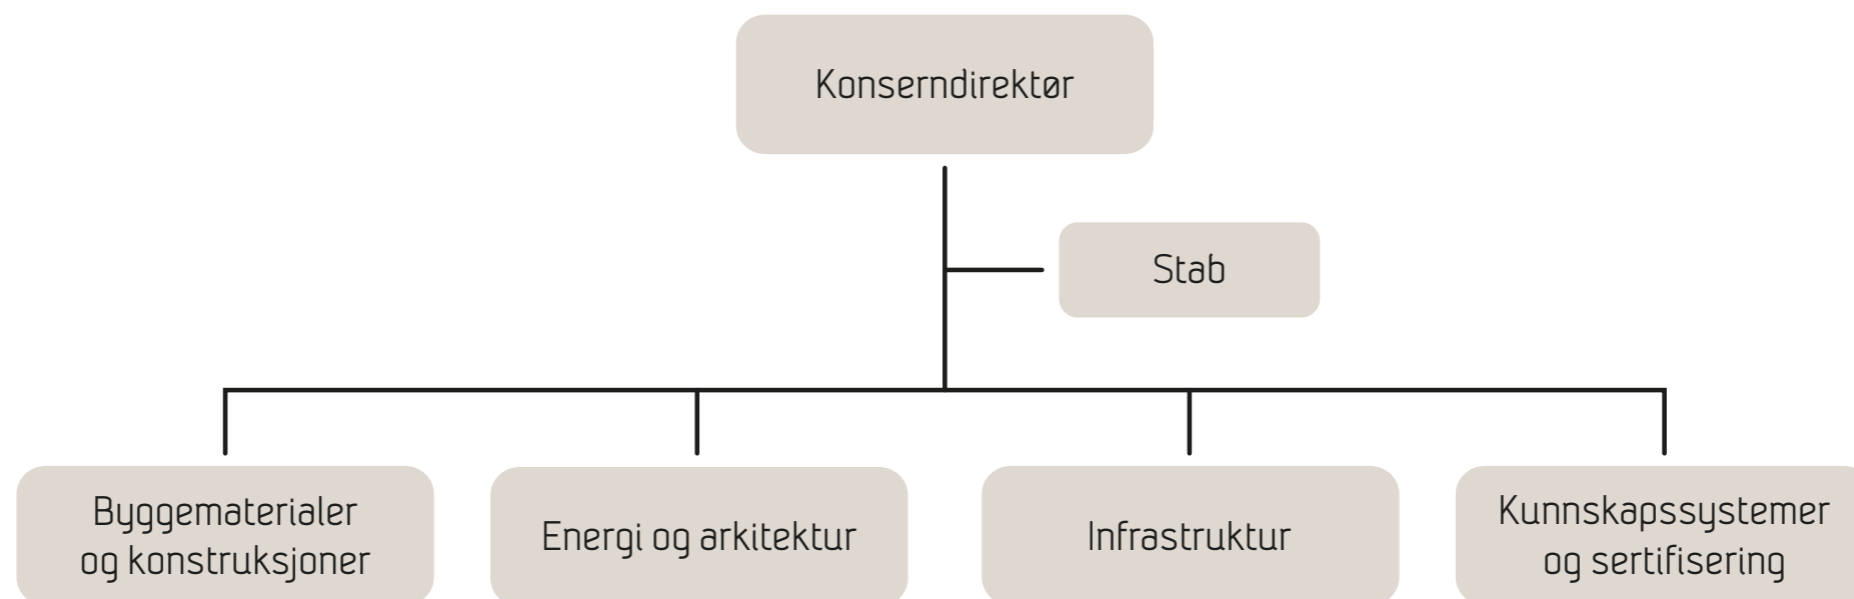 Konserndirektør
Stab
Byggematerialer
og konstruksjoner
Energi og arkitektur
Infrastruktur
Kunnskapssystemer
og sertifisering